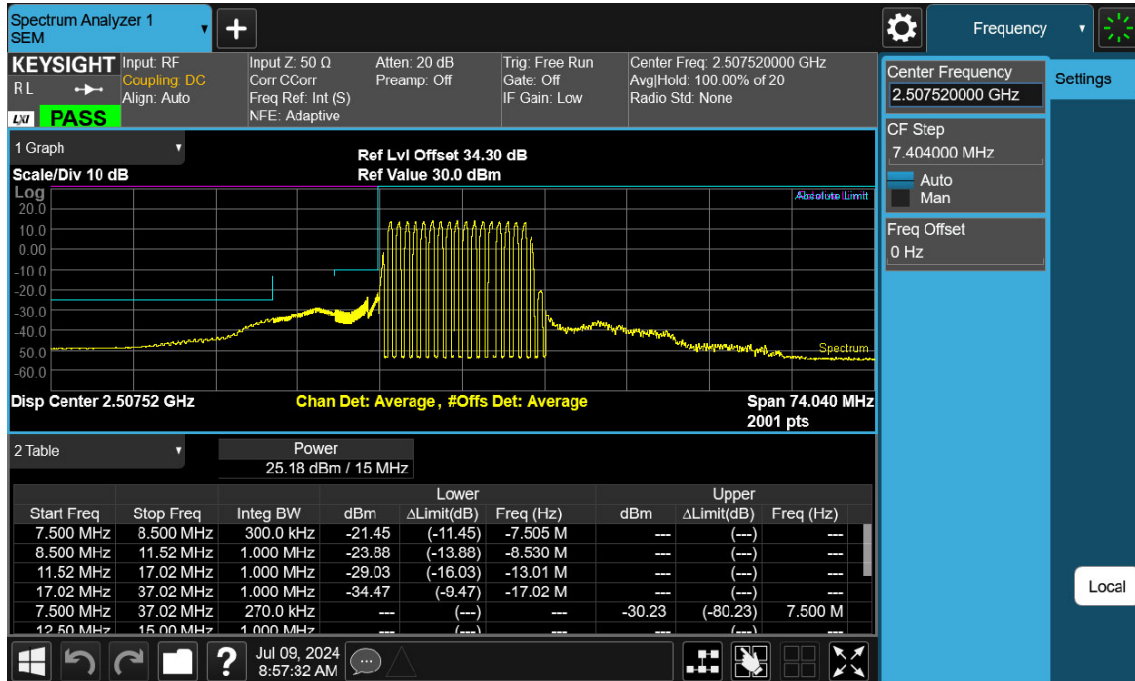 Spectrum Analyzer 1
SEM
Frequency
KEYSIGHT
R L
LXI PASS
Input: RF
Coupling: DC
Align: Auto
Input Z: 50 Ω
Corr CCorr
Freq Ref: Int (S)
NFE: Adaptive
Atten: 20 dB
Preamp: Off
Trig: Free Run
Gate: Off
IF Gain: Low
Center Freq: 2.507520000 GHz
Avg|Hold: 100.00% of 20
Radio Std: None
Center Frequency
2.507520000 GHz
Settings
CF Step
7.404000 MHz
Auto
Man
Freq Offset
0 Hz
1 Graph
Scale/Div 10 dB
Ref Lvl Offset 34.30 dB
Ref Value 30.0 dBm
Log
20.0
10.0
0.00
-10.0
-20.0
-30.0
-40.0
50.0
-60.0
Limit
Spectrum
Disp Center 2.50752 GHz
Chan Det: Average , #Offs Det: Average
Span 74.040 MHz
2001 pts
2 Table
Power
25.18 dBm / 15 MHz
Lower Upper
Start Freq Stop Freq Integ BW dBm ΔLimit(dB) Freq (Hz) dBm ΔLimit(dB) Freq (Hz)
7.500 MHz 8.500 MHz 300.0 kHz -21.45 (-11.45) -7.505 M --- (---) ---
8.500 MHz 11.52 MHz 1.000 MHz -23.88 (-13.88) -8.530 M --- (---) ---
11.52 MHz 17.02 MHz 1.000 MHz -29.03 (-16.03) -13.01 M --- (---) ---
17.02 MHz 37.02 MHz 1.000 MHz -34.47 (-9.47) -17.02 M --- (---) ---
7.500 MHz 37.02 MHz 270.0 kHz --- (---) --- -30.23 (-80.23) 7.500 M
12.50 MHz 15.00 MHz 1.000 MHz --- (---) --- --- (---) ---
Local
?
Jul 09, 2024
8:57:32 AM